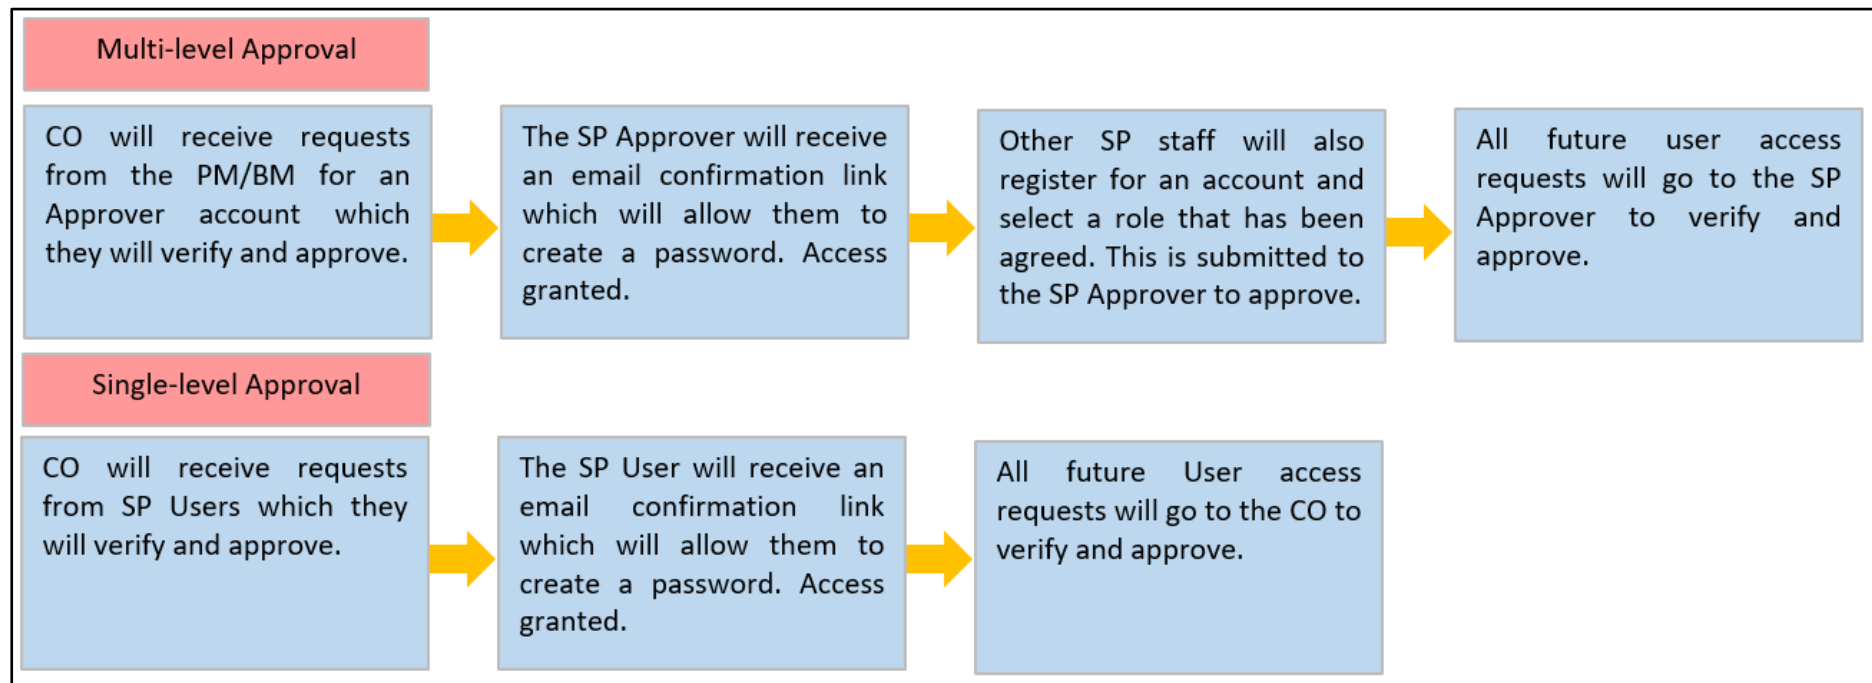 Multi-level Approval
CO will receive requests
from the PM/BM for an
Approver account which
they will verify and approve.
The SP Approver will receive
an email confirmation link
which will allow them to
create a password. Access
granted.
Other SP staff will also
register for an account and
select a role that has been
agreed. This is submitted to
the SP Approver to approve.
All future user access
requests will go to the SP
Approver to verify and
approve.
Single-level Approval
CO will receive requests
from SP Users which they
will verify and approve.
The SP User will receive an
email confirmation link
which will allow them to
create a password. Access
granted.
All future User access
requests will go to the CO to
verify and approve.